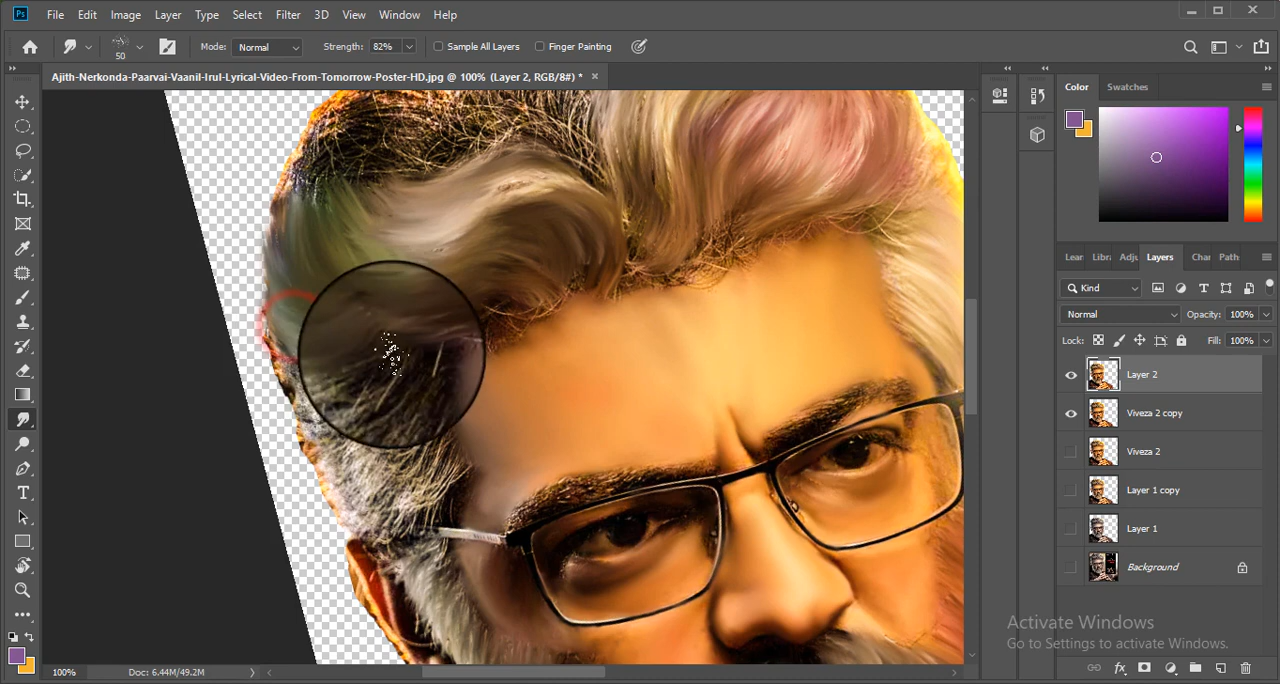 Ps File Edit Image Layer Type Select Filter 3D View Window Help
50 Mode: Normal Strength: 82% Sample All Layers Finger Painting
Ajith-Nerkonda-Paarvai-Vaanil-Irul-Lyrical-Video-From-Tomorrow-Poster-HD.jpg @ 100% (Layer 2, RGB/8#) *
Color Swatches
Lear Libra Adju Layers Char Path
Kind
Normal Opacity: 100%
Lock: Fill: 100%
Layer 2
Viveza 2 copy
Viveza 2
Layer 1 copy
Layer 1
Background
Activate Windows
Go to Settings to activate Windows.
100% Doc: 6.44M/49.2M